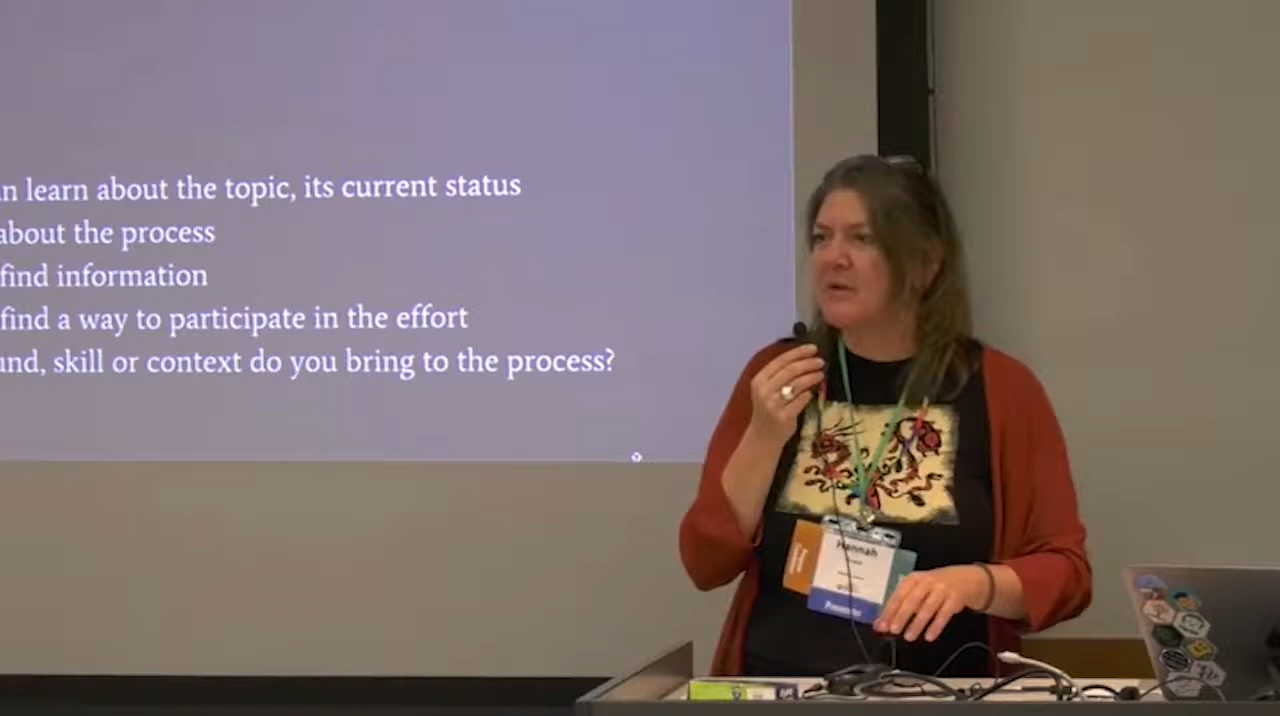 n learn about the topic, its current status
about the process
find information
find a way to participate in the effort
und, skill or context do you bring to the process?
Hannah
Presenter